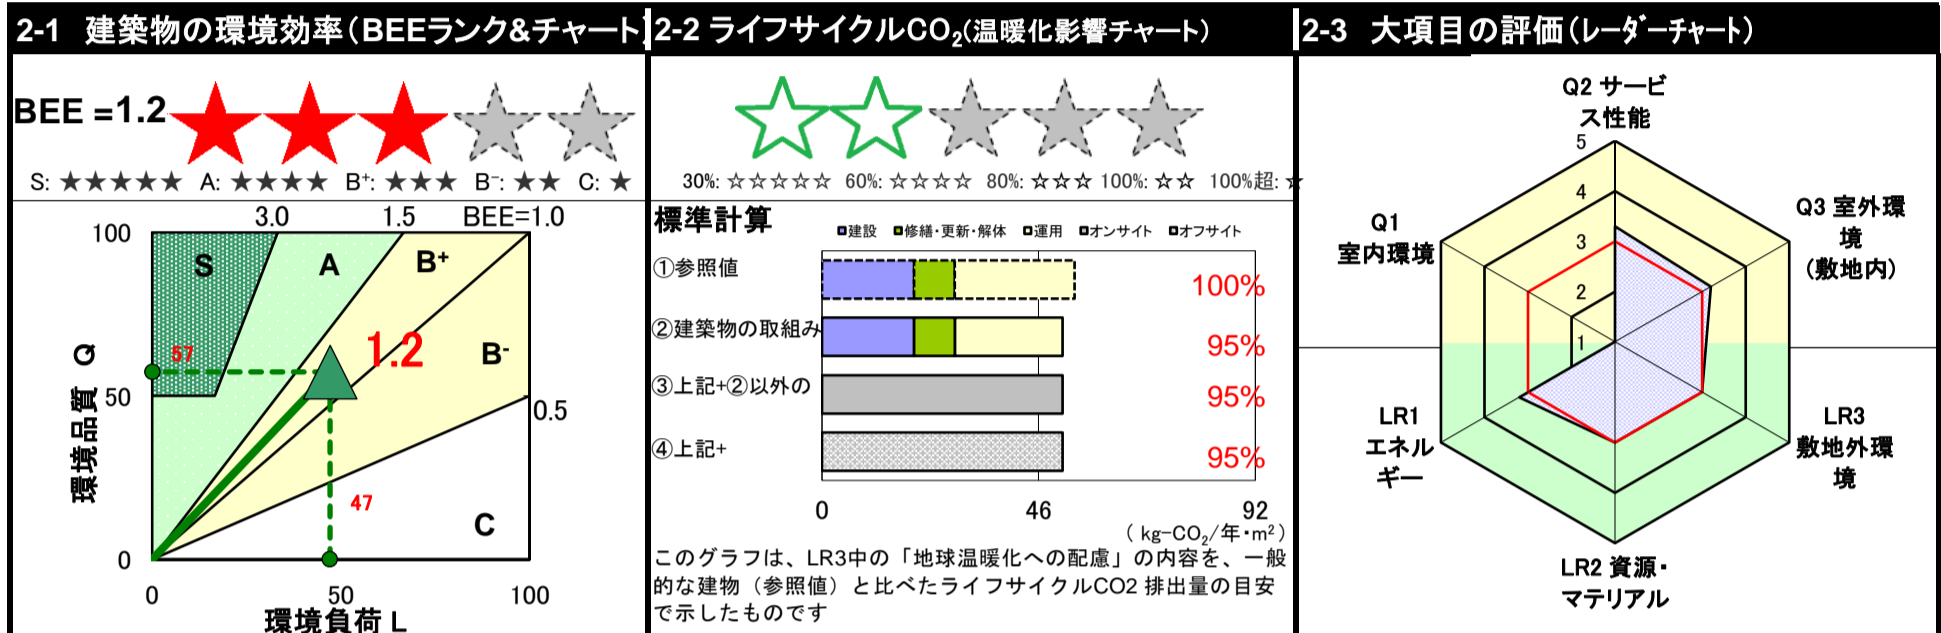 2-1 建築物の環境効率(BEEランク&チャート)
BEE =1.2
S: ★★★★★ A: ★★★★ B⁺: ★★★ B⁻: ★★ C: ★
3.0 1.5 BEE=1.0
100
S A B⁺
57
1.2
B⁻
50
0.5
47
C
0
0 50 100
環境品質 Q
環境負荷 L
2-2 ライフサイクルCO₂(温暖化影響チャート)
30%: ☆☆☆☆☆ 60%: ☆☆☆☆ 80%: ☆☆☆ 100%: ☆☆ 100%超: ☆
標準計算
建設 修繕・更新・解体 運用 オンサイト オフサイト
①参照値 100%
②建築物の取組み 95%
③上記+②以外の 95%
④上記+ 95%
0 46 92
( kg-CO₂/年・m²)
このグラフは、LR3中の「地球温暖化への配慮」の内容を、一般
的な建物(参照値)と比べたライフサイクルCO2 排出量の目安
で示したものです
2-3 大項目の評価(レーダーチャート)
Q2 サービ
ス性能
5
4
3
2
1
Q1
室内環境
Q3 室外環
境
(敷地内)
LR1
エネル
ギー
LR3
敷地外環
境
LR2 資源・
マテリアル